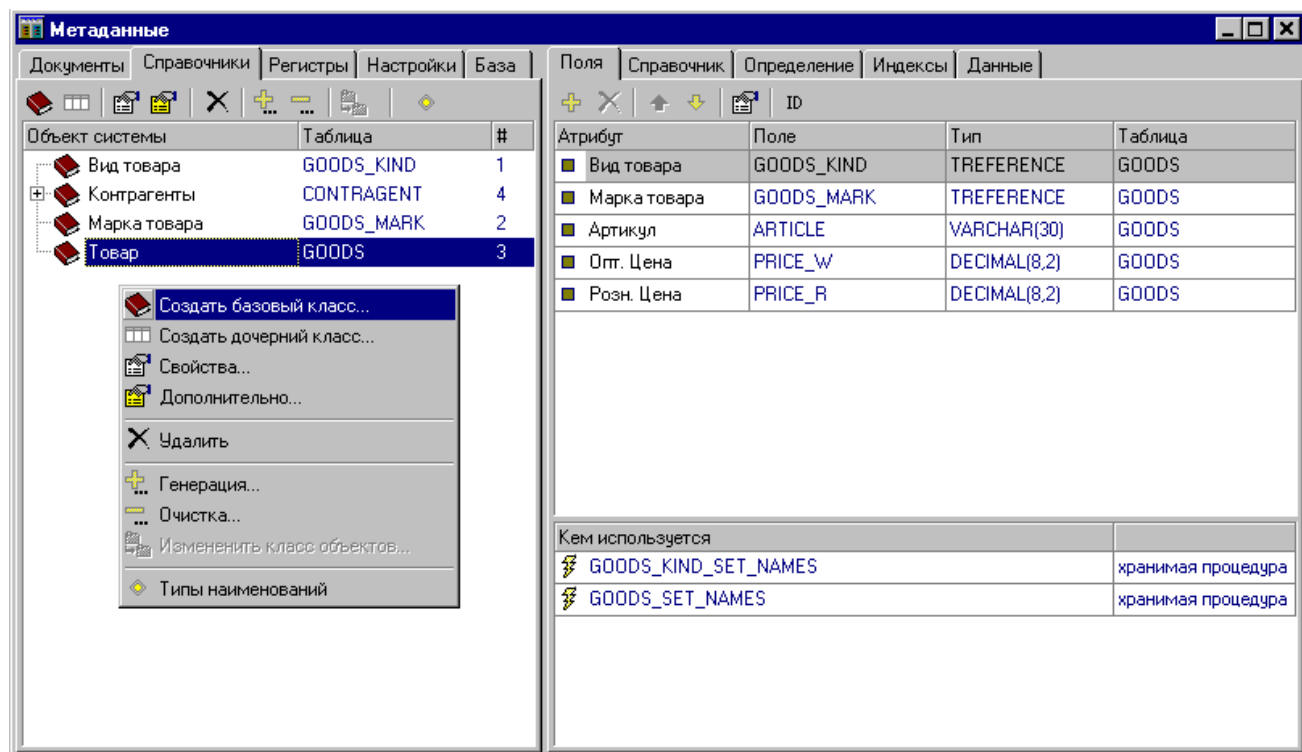 Метаданные
Документы Справочники Регистры Настройки База
Поля Справочник Определение Индексы Данные
ID
Объект системы Таблица #
Вид товара GOODS_KIND 1
Контрагенты CONTRAGENT 4
Марка товара GOODS_MARK 2
Товар GOODS 3
Создать базовый класс...
Создать дочерний класс...
Свойства...
Дополнительно...
Удалить
Генерация...
Очистка...
Измененить класс объектов...
Типы наименований
Атрибут Поле Тип Таблица
Вид товара GOODS_KIND TREFERENCE GOODS
Марка товара GOODS_MARK TREFERENCE GOODS
Артикул ARTICLE VARCHAR(30) GOODS
Опт. Цена PRICE_W DECIMAL(8,2) GOODS
Розн. Цена PRICE_R DECIMAL(8,2) GOODS
Кем используется
GOODS_KIND_SET_NAMES хранимая процедура
GOODS_SET_NAMES хранимая процедура